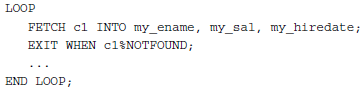 LOOP
FETCH c1 INTO my_ename, my_sal, my_hiredate;
EXIT WHEN c1%NOTFOUND;
...
END LOOP;